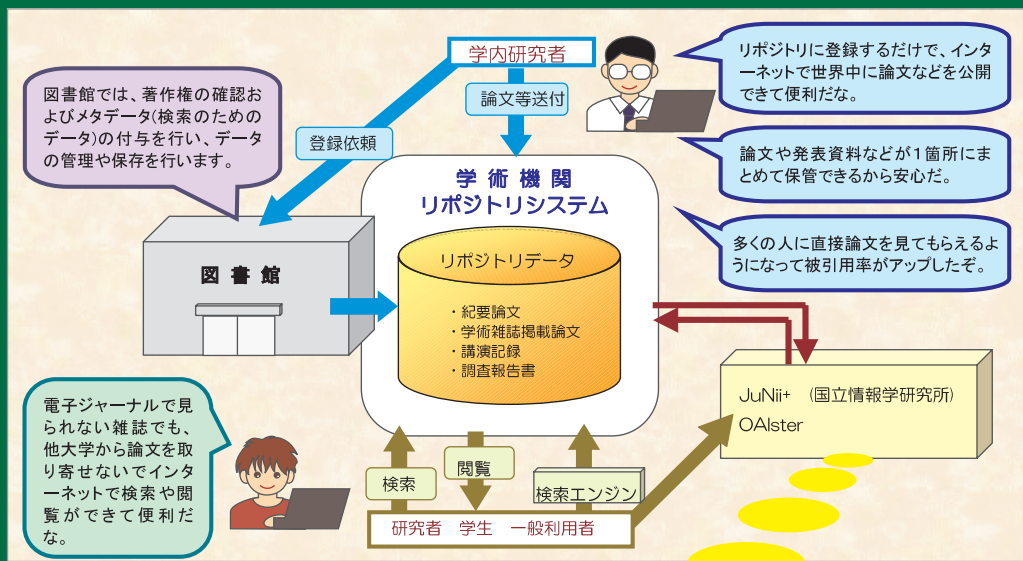 学内研究者
論文等送付
登録依頼
リポジトリに登録するだけで、インタ
ーネットで世界中に論文などを公開
できて便利だな。
図書館では、著作権の確認お
よびメタデータ(検索のための
データ)の付与を行い、データ
の管理や保存を行います。
論文や発表資料などが1箇所にま
とめて保管できるから安心だ。
多くの人に直接論文を見てもらえるよ
うになって被引用率がアップしたぞ。
学術機関
リポジトリシステム
図書館
リポジトリデータ
・紀要論文
・学術雑誌掲載論文
・講演記録
・調査報告書
JuNii+ (国立情報学研究所)
OAIster
電子ジャーナルで見
られない雑誌でも、
他大学から論文を取
り寄せないでインタ
ーネットで検索や閲
覧ができて便利だ
な。
検索
閲覧
検索エンジン
研究者 学生 一般利用者